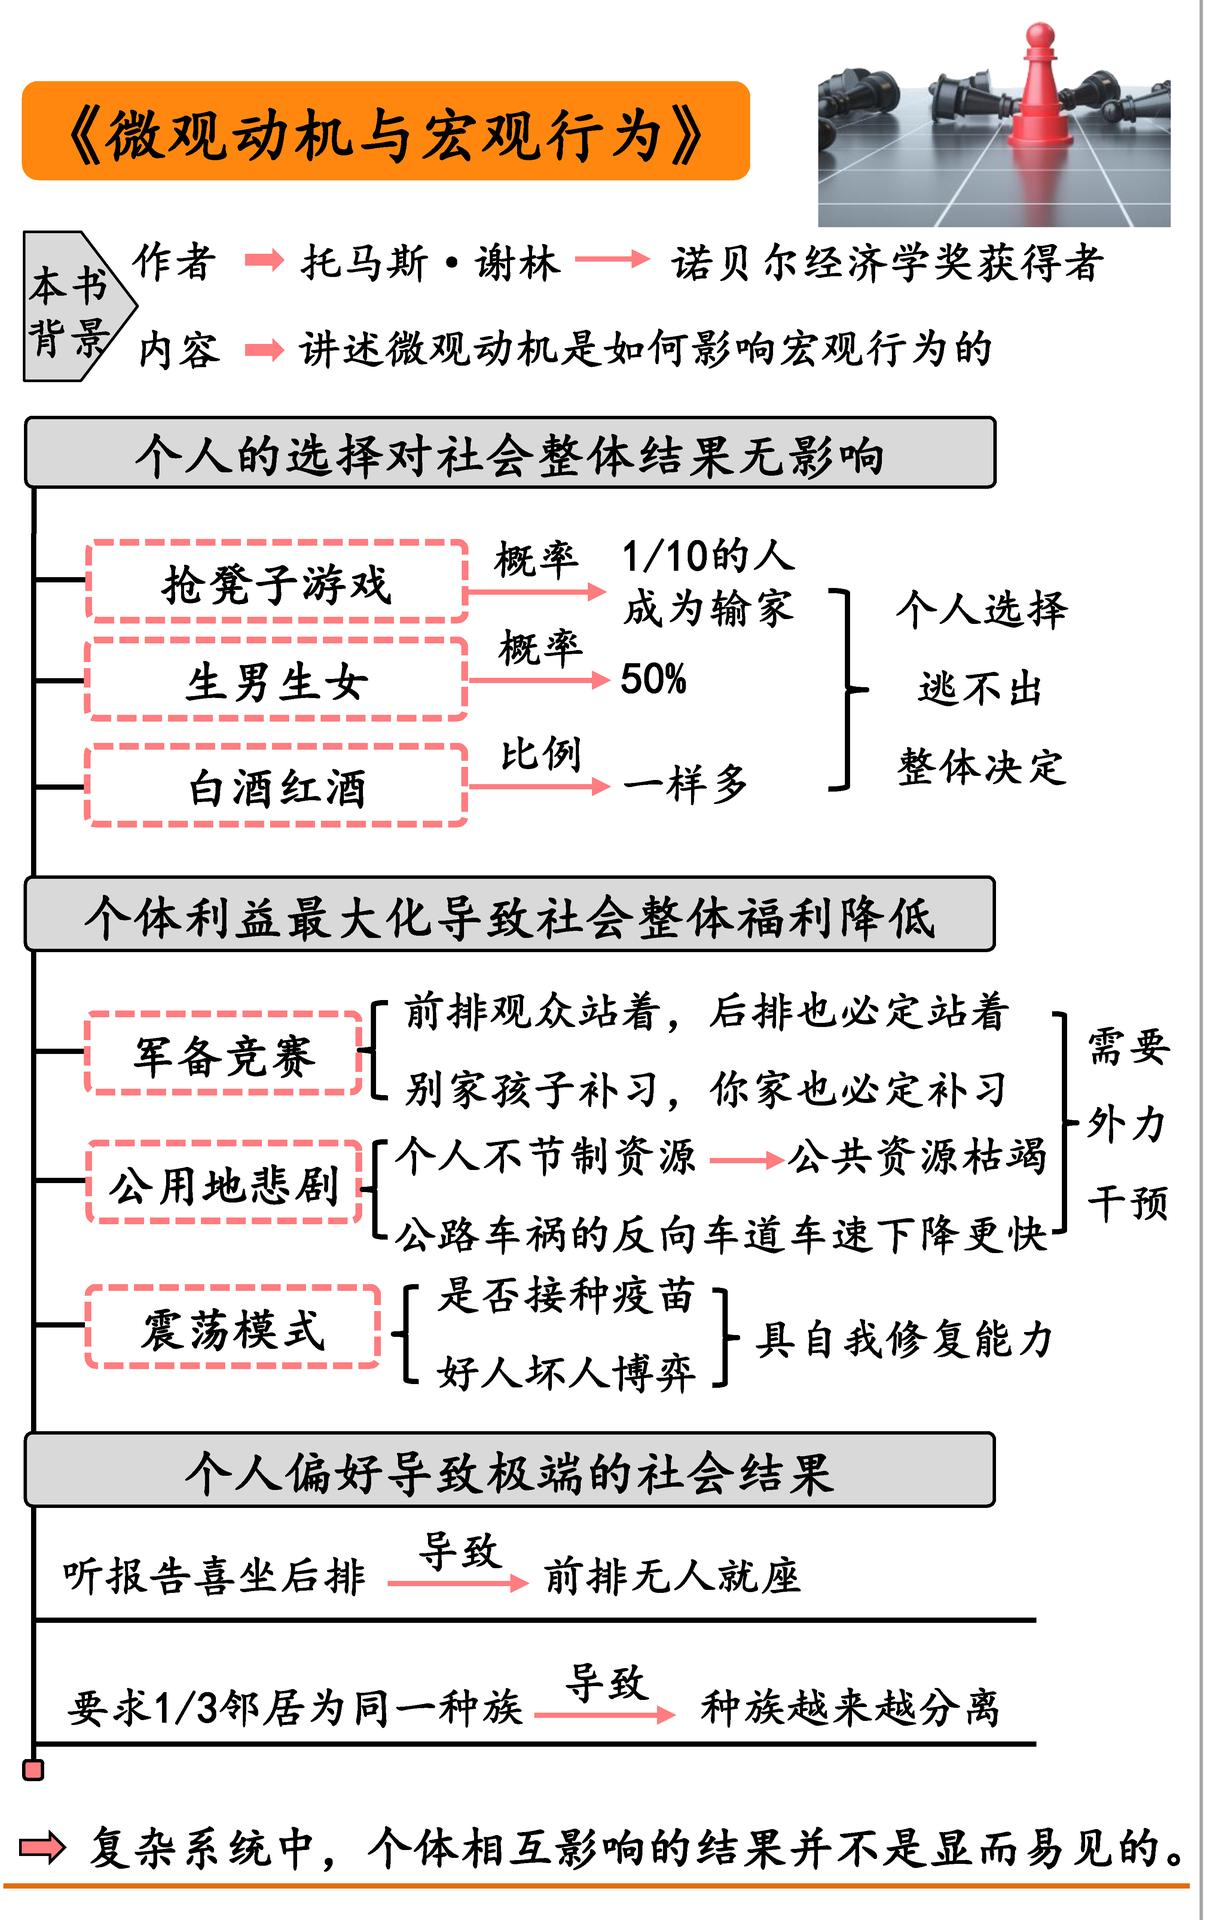 《微观动机与宏观行为》
本书
背景
作者 托马斯·谢林 诺贝尔经济学奖获得者
内容 讲述微观动机是如何影响宏观行为的
个人的选择对社会整体结果无影响
抢凳子游戏 概率 1/10的人
成为输家
生男生女 概率 50%
白酒红酒 比例 一样多
个人选择
逃不出
整体决定
个体利益最大化导致社会整体福利降低
军备竞赛
前排观众站着，后排也必定站着
别家孩子补习，你家也必定补习
公用地悲剧
个人不节制资源 公共资源枯竭
公路车祸的反向车道车速下降更快
需要
外力
干预
震荡模式
是否接种疫苗
好人坏人博弈
具自我修复能力
个人偏好导致极端的社会结果
听报告喜坐后排 导致 前排无人就座
要求1/3邻居为同一种族 导致 种族越来越分离
复杂系统中，个体相互影响的结果并不是显而易见的。